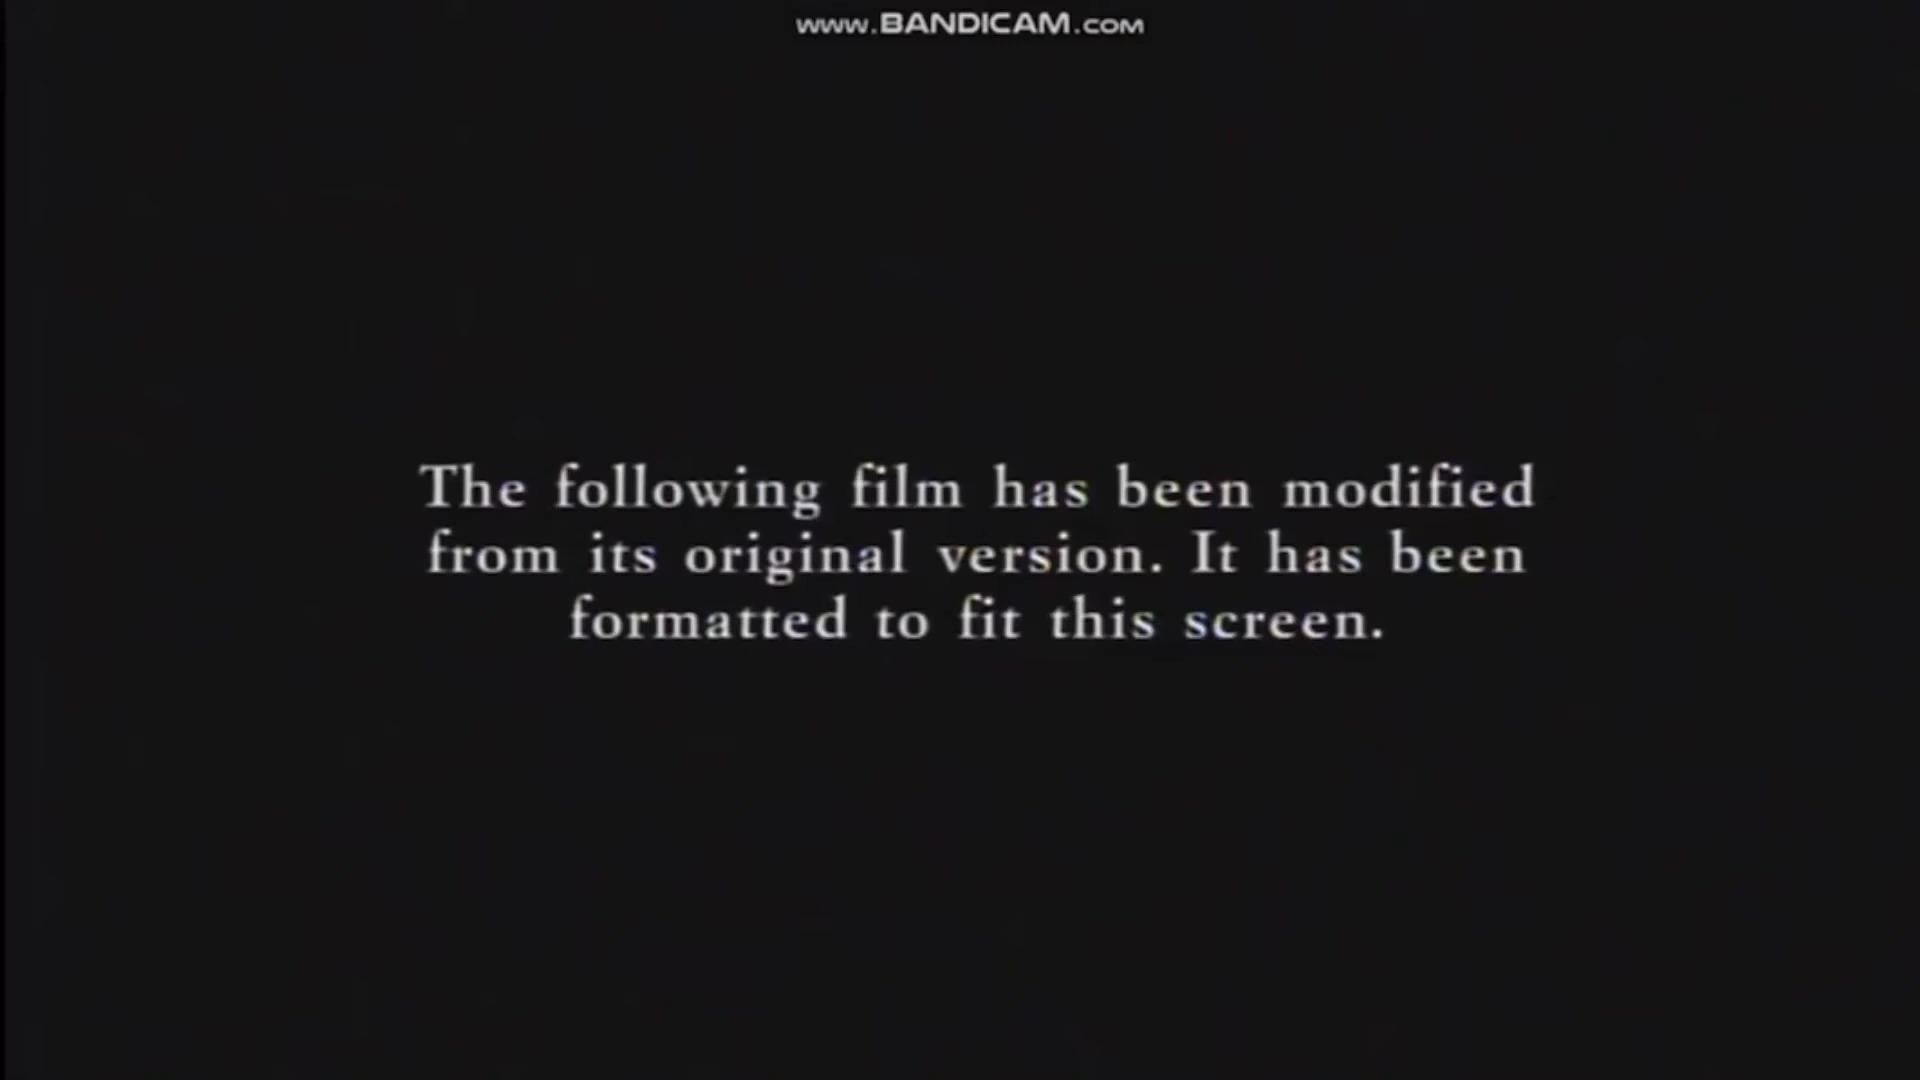 www.BANDICAM.com
The following film has been modified
from its original version. It has been
formatted to fit this screen.